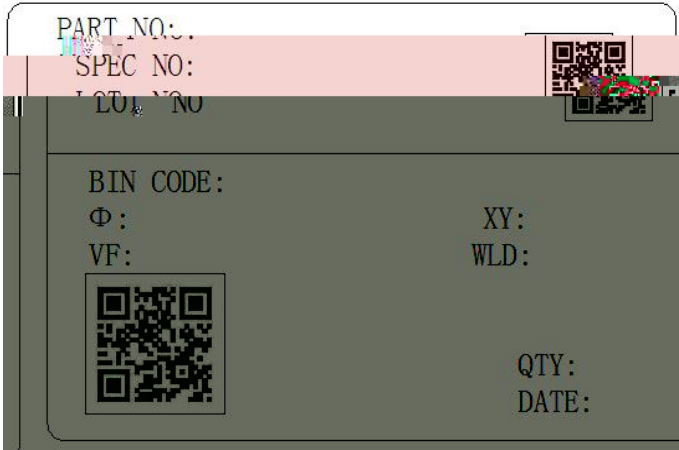 PART NO:
SPEC NO:
LOT NO
BIN CODE:
Φ: XY:
VF: WLD:
QTY:
DATE: